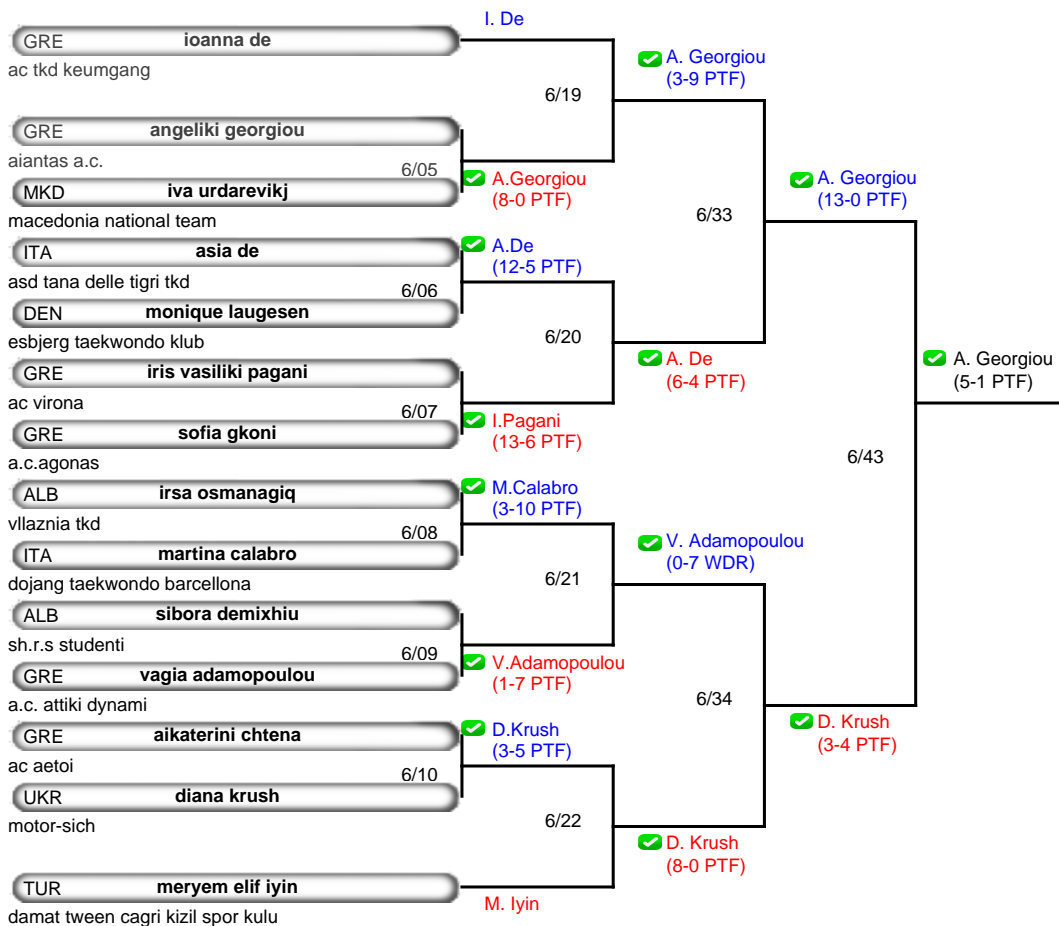 I. De
GRE ioanna de
ac tkd keumgang
A. Georgiou
(3-9 PTF)
6/19
GRE angeliki georgiou
aiantas a.c.
6/05
MKD iva urdarevikj
macedonia national team
A.Georgiou
(8-0 PTF)
A. Georgiou
(13-0 PTF)
6/33
ITA asia de
asd tana delle tigri tkd
A.De
(12-5 PTF)
6/06
DEN monique laugesen
esbjerg taekwondo klub
6/20
A. De
(6-4 PTF)
A. Georgiou
(5-1 PTF)
GRE iris vasiliki pagani
ac virona
6/07
GRE sofia gkoni
a.c.agonas
I.Pagani
(13-6 PTF)
6/43
ALB irsa osmanagiq
vllaznia tkd
M.Calabro
(3-10 PTF)
6/08
ITA martina calabro
dojang taekwondo barcellona
V. Adamopoulou
(0-7 WDR)
6/21
ALB sibora demixhiu
sh.r.s studenti
6/09
GRE vagia adamopoulou
a.c. attiki dynami
V.Adamopoulou
(1-7 PTF)
6/34
GRE aikaterini chtena
ac aetoi
D.Krush
(3-5 PTF)
D. Krush
(3-4 PTF)
6/10
UKR diana krush
motor-sich
6/22
D. Krush
(8-0 PTF)
TUR meryem elif iyin
damat tween cagri kizil spor kulu
M. Iyin